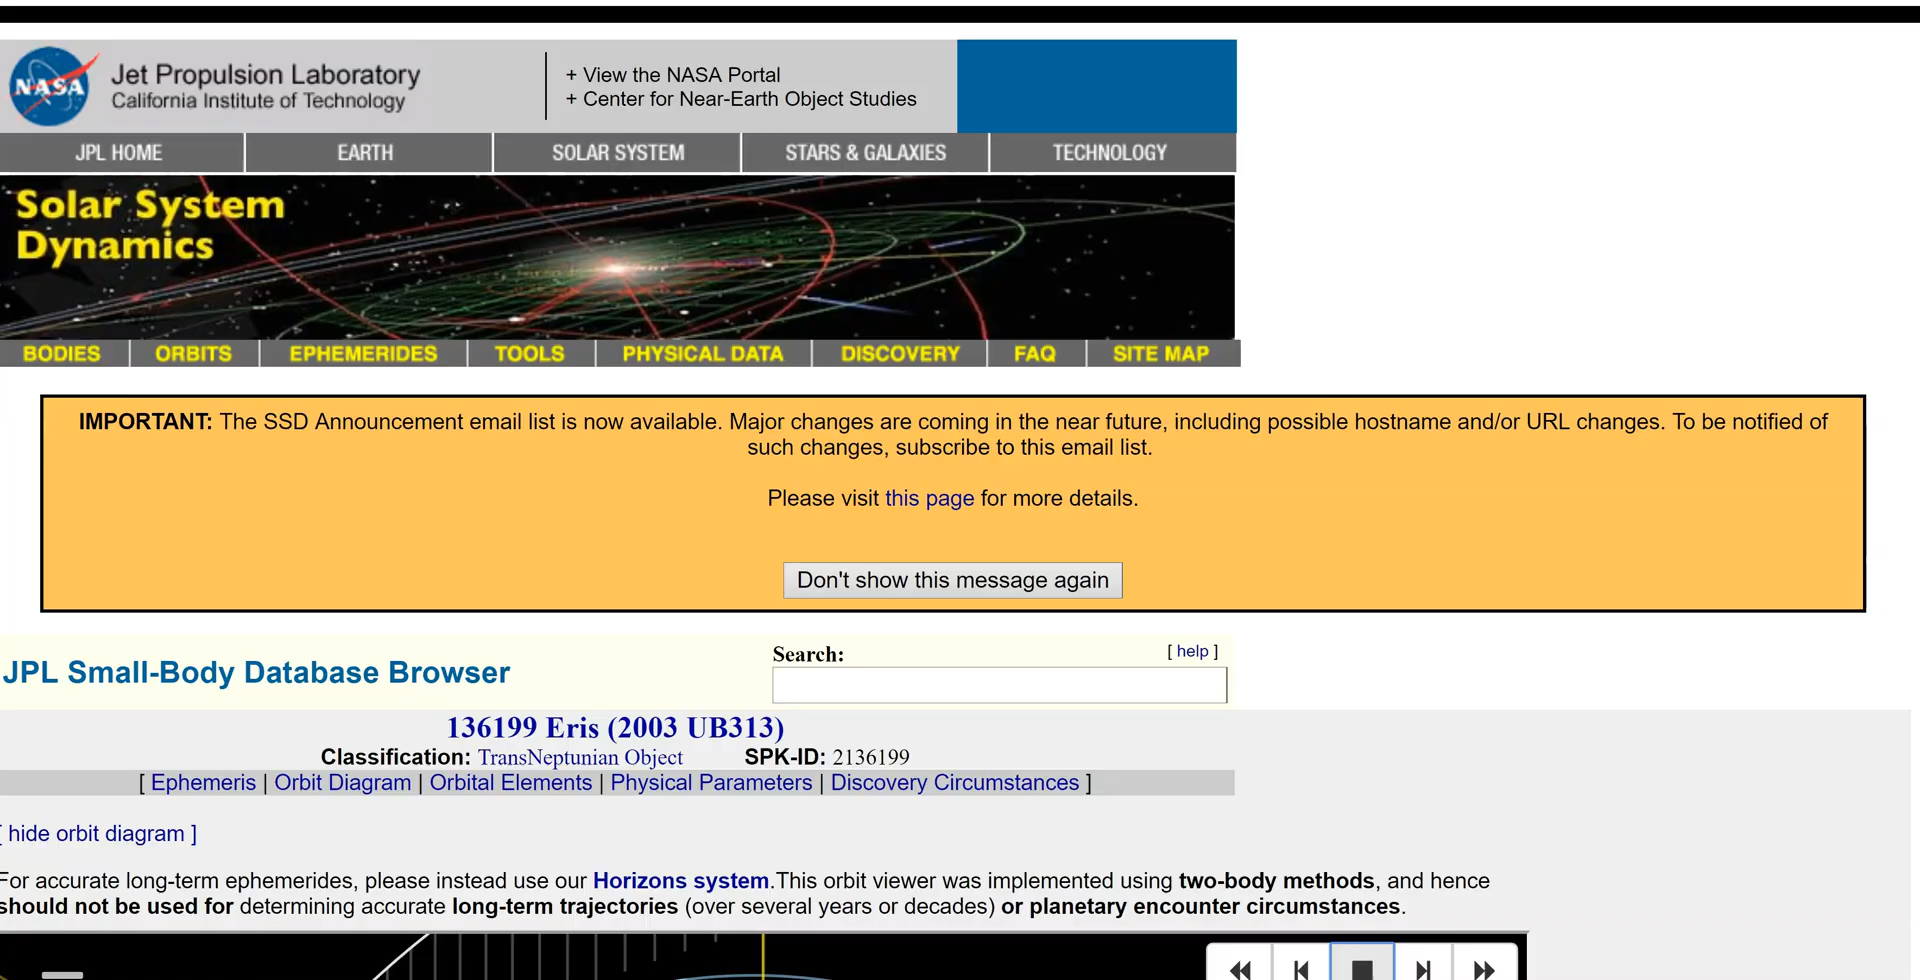 NASA
Jet Propulsion Laboratory
California Institute of Technology
+ View the NASA Portal
+ Center for Near-Earth Object Studies
JPL HOME EARTH SOLAR SYSTEM STARS & GALAXIES TECHNOLOGY
Solar System
Dynamics
BODIES ORBITS EPHEMERIDES TOOLS PHYSICAL DATA DISCOVERY FAQ SITE MAP
IMPORTANT: The SSD Announcement email list is now available. Major changes are coming in the near future, including possible hostname and/or URL changes. To be notified of
such changes, subscribe to this email list.
Please visit this page for more details.
Don't show this message again
JPL Small-Body Database Browser
Search:
[ help ]
136199 Eris (2003 UB313)
Classification: TransNeptunian Object SPK-ID: 2136199
[ Ephemeris | Orbit Diagram | Orbital Elements | Physical Parameters | Discovery Circumstances ]
[ hide orbit diagram ]
For accurate long-term ephemerides, please instead use our Horizons system.This orbit viewer was implemented using two-body methods, and hence
should not be used for determining accurate long-term trajectories (over several years or decades) or planetary encounter circumstances.